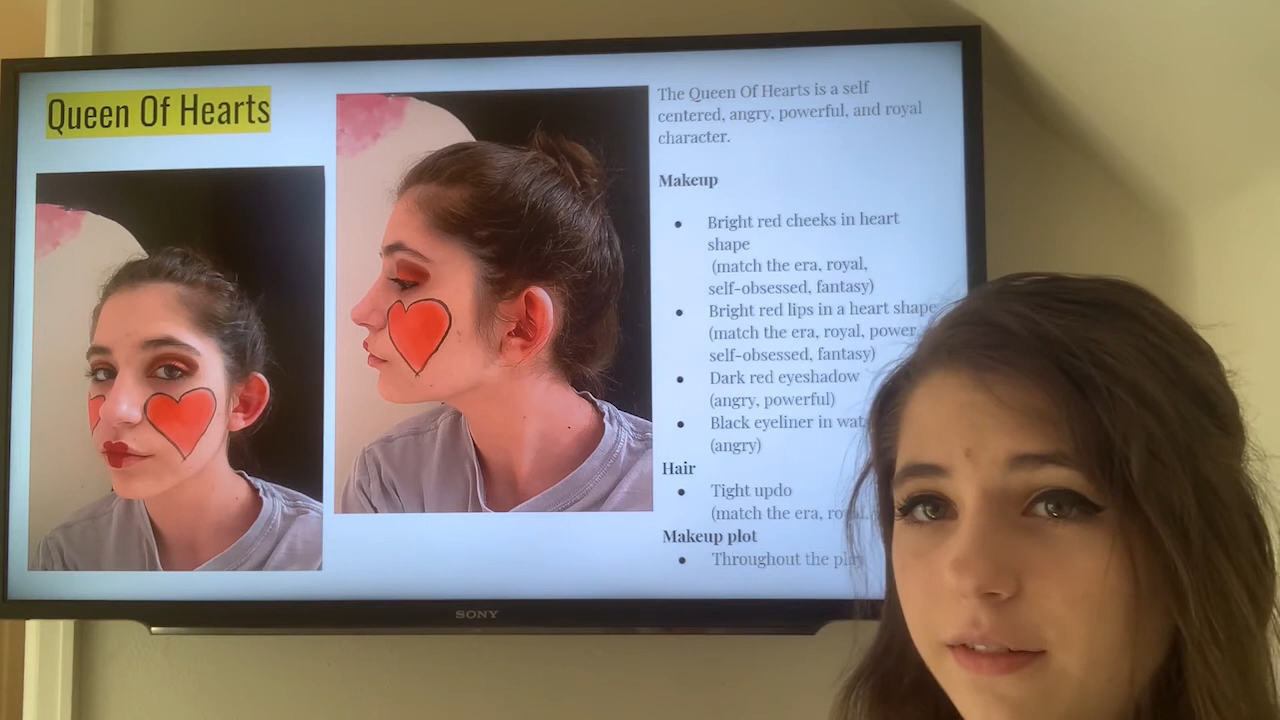 Queen Of Hearts
The Queen Of Hearts is a self
centered, angry, powerful, and royal
character.
Makeup
Bright red cheeks in heart
shape
(match the era, royal,
self-obsessed, fantasy)
Bright red lips in a heart shape
(match the era, royal, power,
self-obsessed, fantasy)
Dark red eyeshadow
(angry, powerful)
Black eyeliner in
(angry)
Hair
Tight updo
(match the era,
Makeup plot
Throughout the
SONY